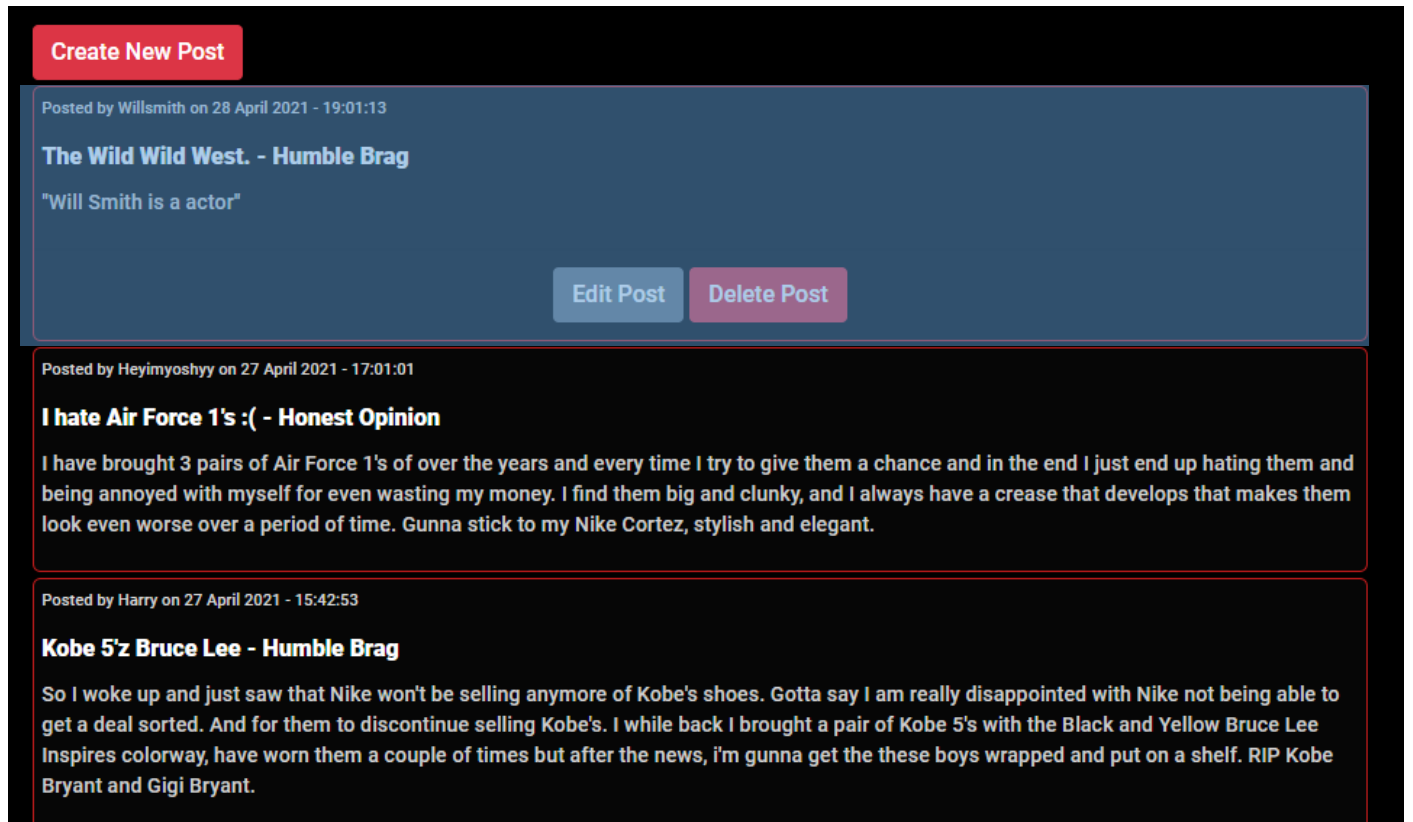 Create New Post
Posted by Willsmith on 28 April 2021 - 19:01:13
The Wild Wild West. - Humble Brag
"Will Smith is a actor"
Edit Post Delete Post
Posted by Heyimyoshyy on 27 April 2021 - 17:01:01
I hate Air Force 1's :( - Honest Opinion
I have brought 3 pairs of Air Force 1's of over the years and every time I try to give them a chance and in the end I just end up hating them and
being annoyed with myself for even wasting my money. I find them big and clunky, and I always have a crease that develops that makes them
look even worse over a period of time. Gunna stick to my Nike Cortez, stylish and elegant.
Posted by Harry on 27 April 2021 - 15:42:53
Kobe 5'z Bruce Lee - Humble Brag
So I woke up and just saw that Nike won't be selling anymore of Kobe's shoes. Gotta say I am really disappointed with Nike not being able to
get a deal sorted. And for them to discontinue selling Kobe's. I while back I brought a pair of Kobe 5's with the Black and Yellow Bruce Lee
Inspires colorway, have worn them a couple of times but after the news, i'm gunna get the these boys wrapped and put on a shelf. RIP Kobe
Bryant and Gigi Bryant.